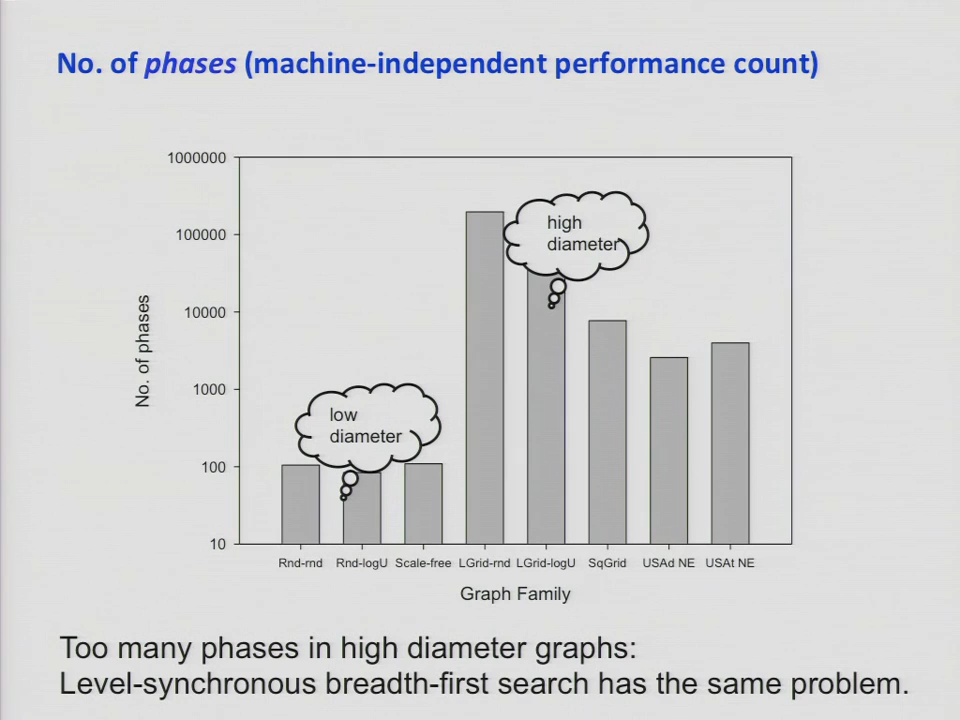 No. of phases (machine-independent performance count)
1000000
100000
10000
1000
100
10
No. of phases
high
diameter
low
diameter
Rnd-rnd Rnd-logU Scale-free LGrid-rnd LGrid-logU SqGrid USAd NE USAt NE
Graph Family
Too many phases in high diameter graphs:
Level-synchronous breadth-first search has the same problem.